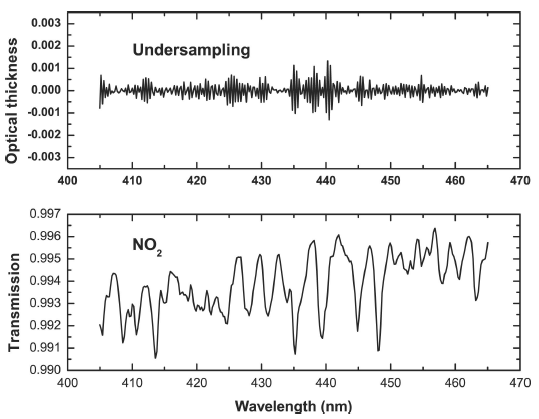 0.003
0.002
0.001
0.000
-0.001
-0.002
-0.003
Optical thickness
Undersampling
400 410 420 430 440 450 460 470
0.997
0.996
0.995
0.994
0.993
0.992
0.991
0.990
Transmission
NO₂
400 410 420 430 440 450 460 470
Wavelength (nm)